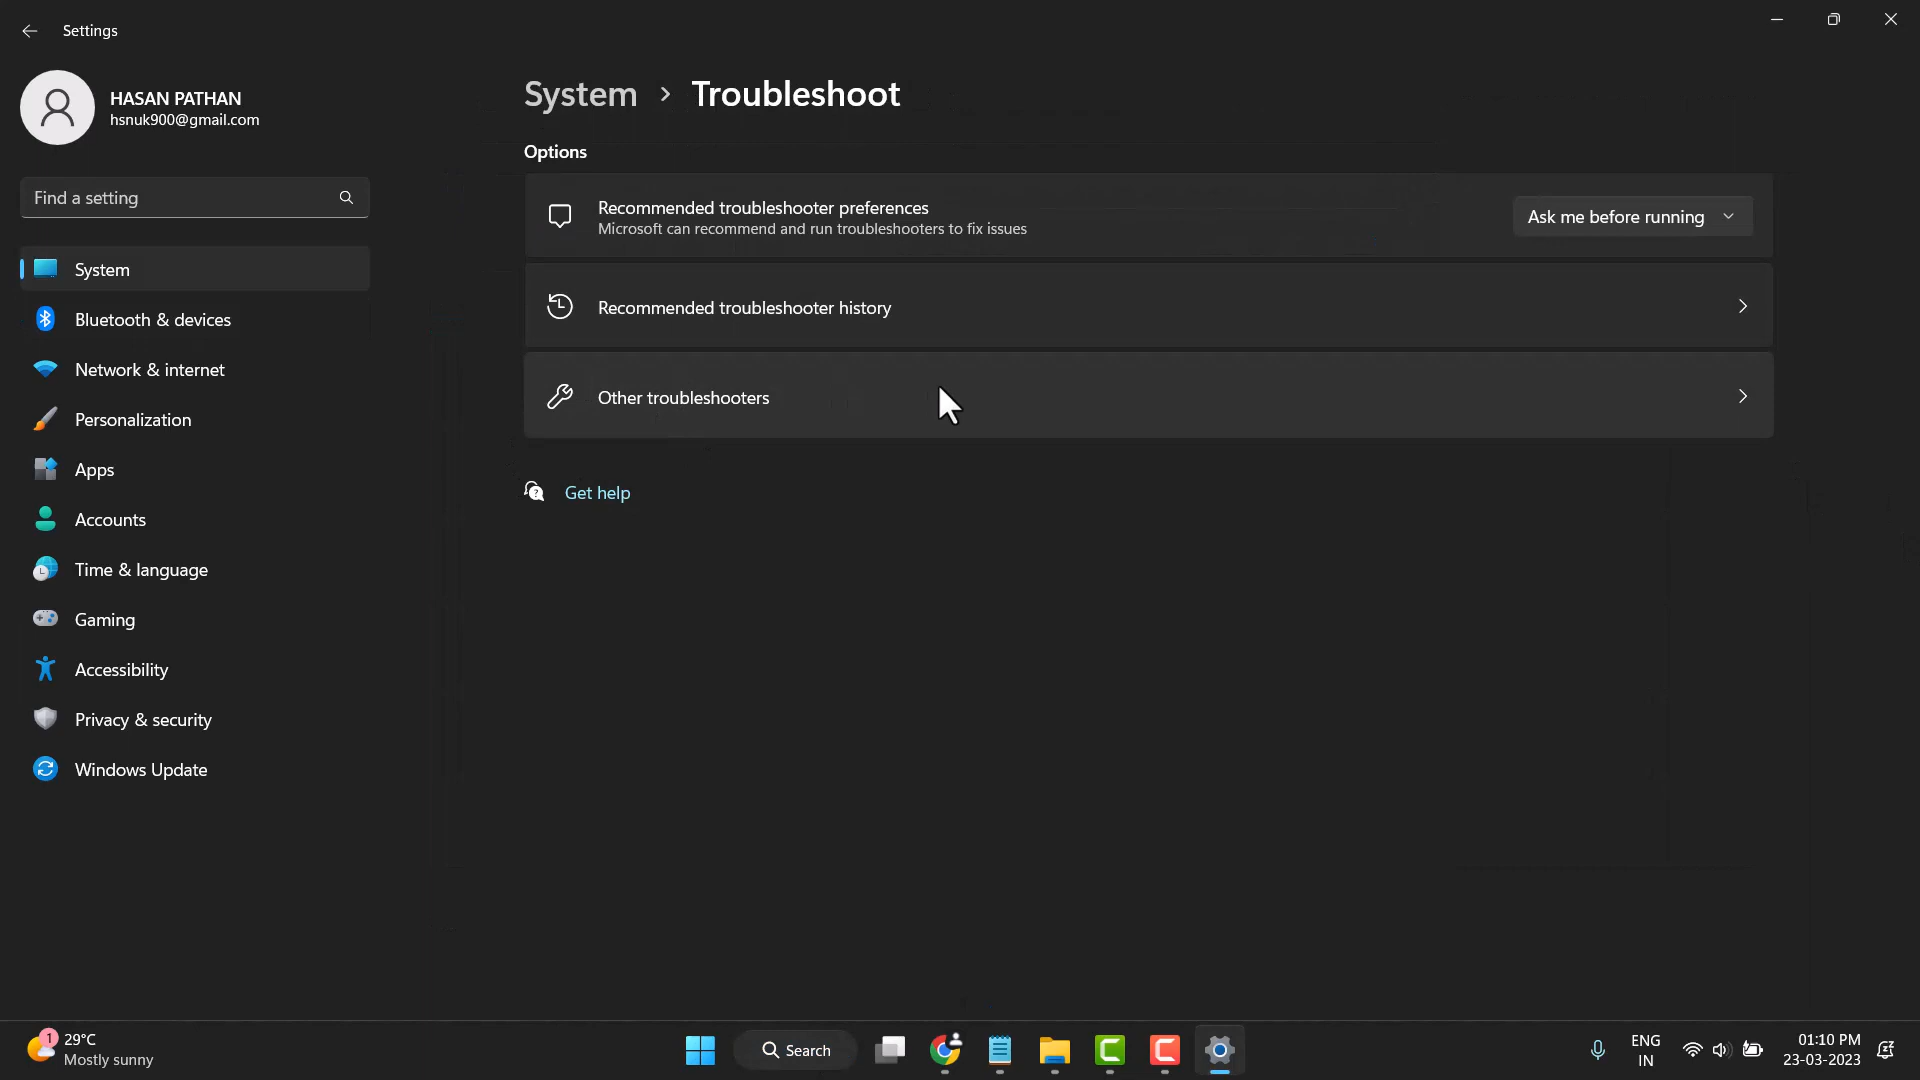 Settings
HASAN PATHAN
hsnuk900@gmail.com
Find a setting
System
Bluetooth & devices
Network & internet
Personalization
Apps
Accounts
Time & language
Gaming
Accessibility
Privacy & security
Windows Update
System > Troubleshoot
Options
Recommended troubleshooter preferences
Microsoft can recommend and run troubleshooters to fix issues
Ask me before running
Recommended troubleshooter history
Other troubleshooters
Get help
1
29°C
Mostly sunny
Search
ENG
IN
01:10 PM
23-03-2023